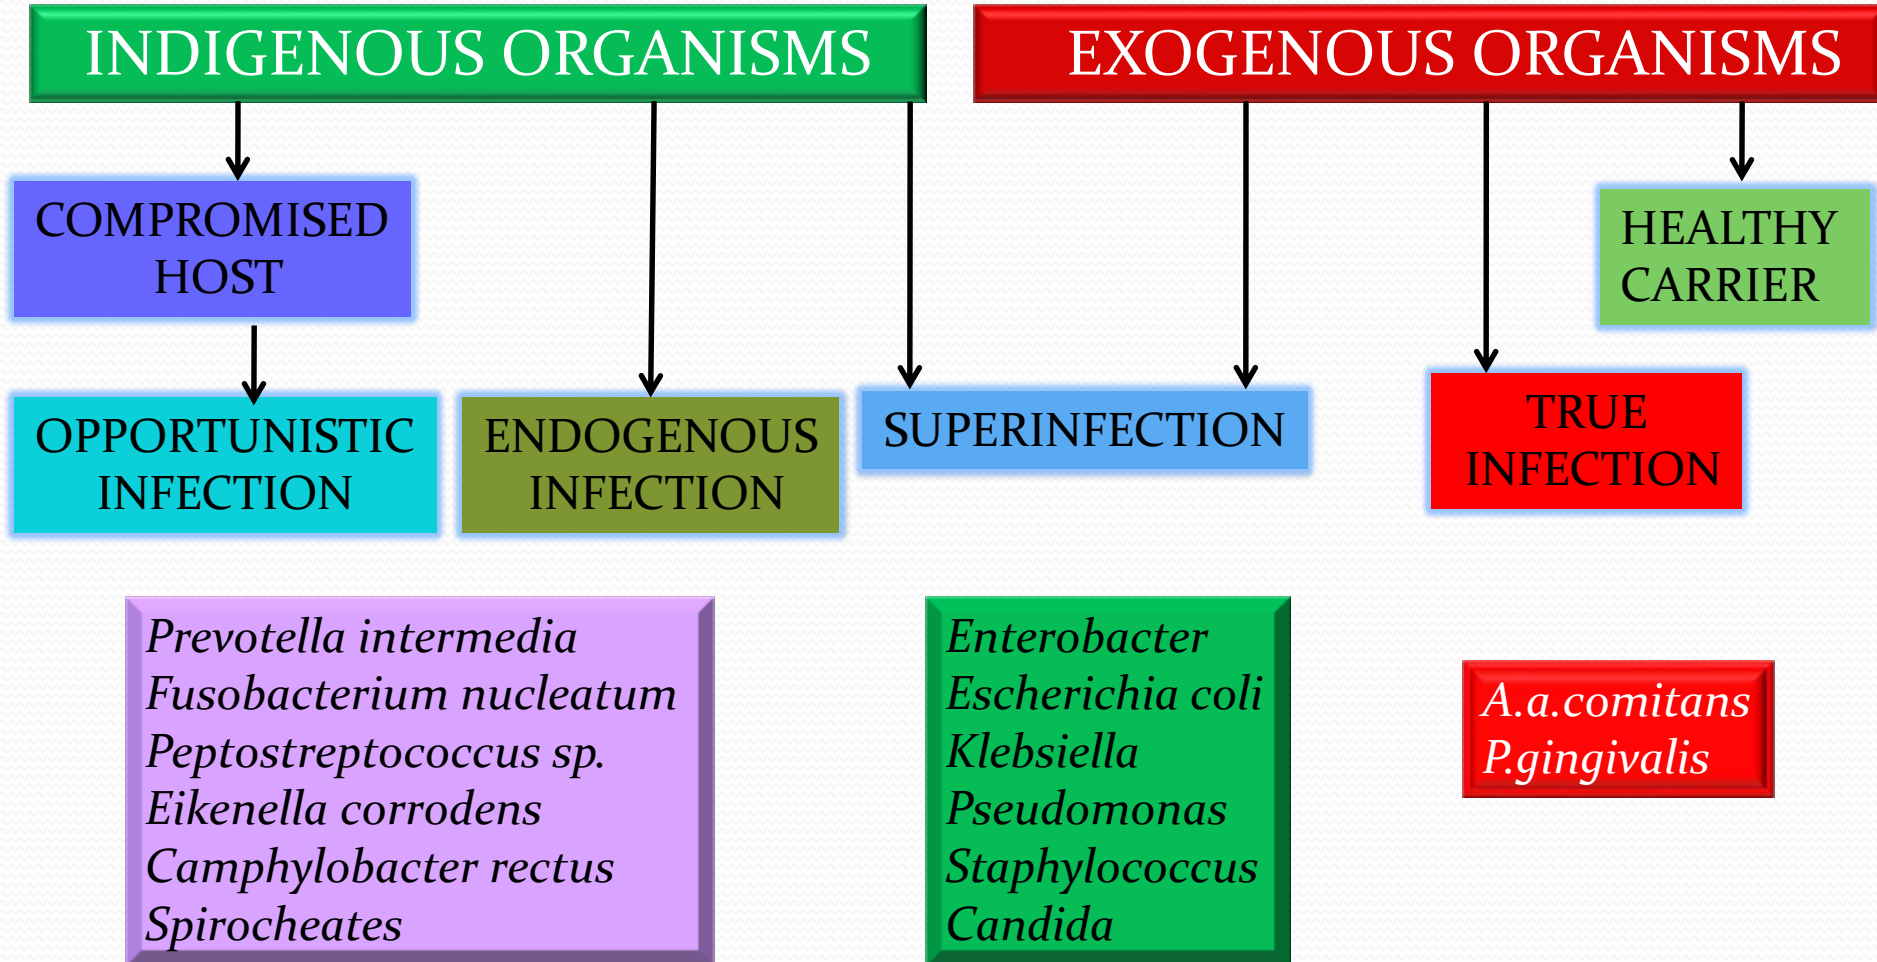 INDIGENOUS ORGANISMS
EXOGENOUS ORGANISMS
COMPROMISED
HOST
HEALTHY
CARRIER
OPPORTUNISTIC
INFECTION
ENDOGENOUS
INFECTION
SUPERINFECTION
TRUE
INFECTION
Prevotella intermedia
Fusobacterium nucleatum
Peptostreptococcus sp.
Eikenella corrodens
Camphylobacter rectus
Spirocheates
Enterobacter
Escherichia coli
Klebsiella
Pseudomonas
Staphylococcus
Candida
A.a.comitans
P.gingivalis